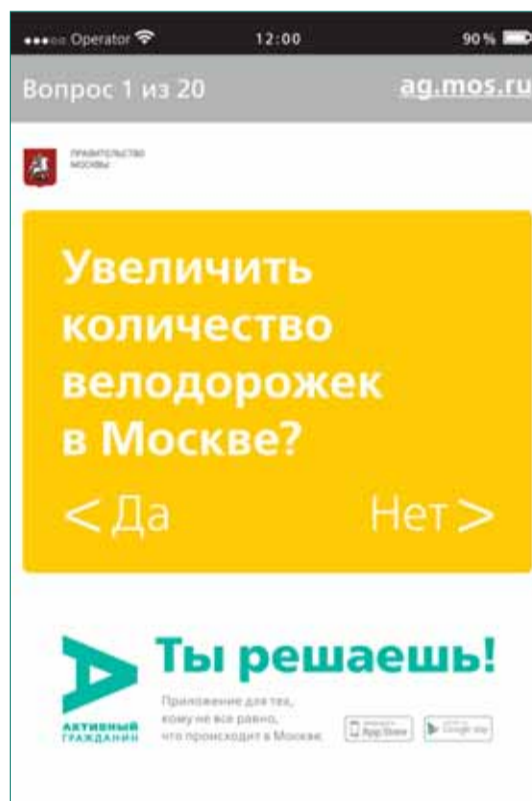 Operator 12:00 90 %
Вопрос 1 из 20 ag.mos.ru
ПРАВИТЕЛЬСТВО
МОСКВЫ
Увеличить
количество
велодорожек
в Москве?
< Да Нет >
Ты решаешь!
Приложение для тех,
кому не все равно,
что происходит в Москве.
АКТИВНЫЙ
ГРАЖДАНИН
App Store
Google play